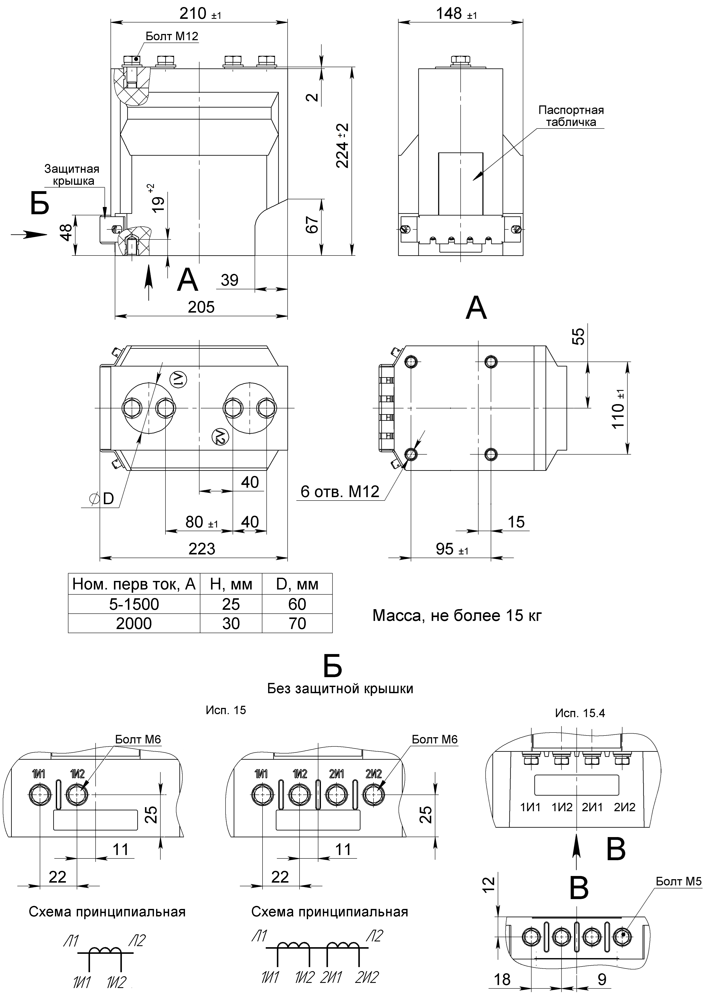 210 ±1
148 ±1
Болт М12
2
224±2
Паспортная
табличка
Защитная
крышка
Б
19 +2
48
67
А
39
205
А
55
Л1
110 ±1
Л2
40
6 отв. М12
∅ D
80 ±1
40
15
223
95 ±1
Ном. перв ток, А Н, мм D, мм
5-1500 25 60
2000 30 70
Масса, не более 15 кг
Б
Без защитной крышки
Исп. 15
Исп. 15.4
Болт М6
Болт М6
1И1 1И2
1И1 1И2 2И1 2И2
1И1 1И2 2И1 2И2
25
25
11
11
В
22
22
12
В
Болт М5
Схема принципиальная
Схема принципиальная
Л1 Л2
Л1 Л2
1И1 1И2
1И1 1И2 2И1 2И2
18
9